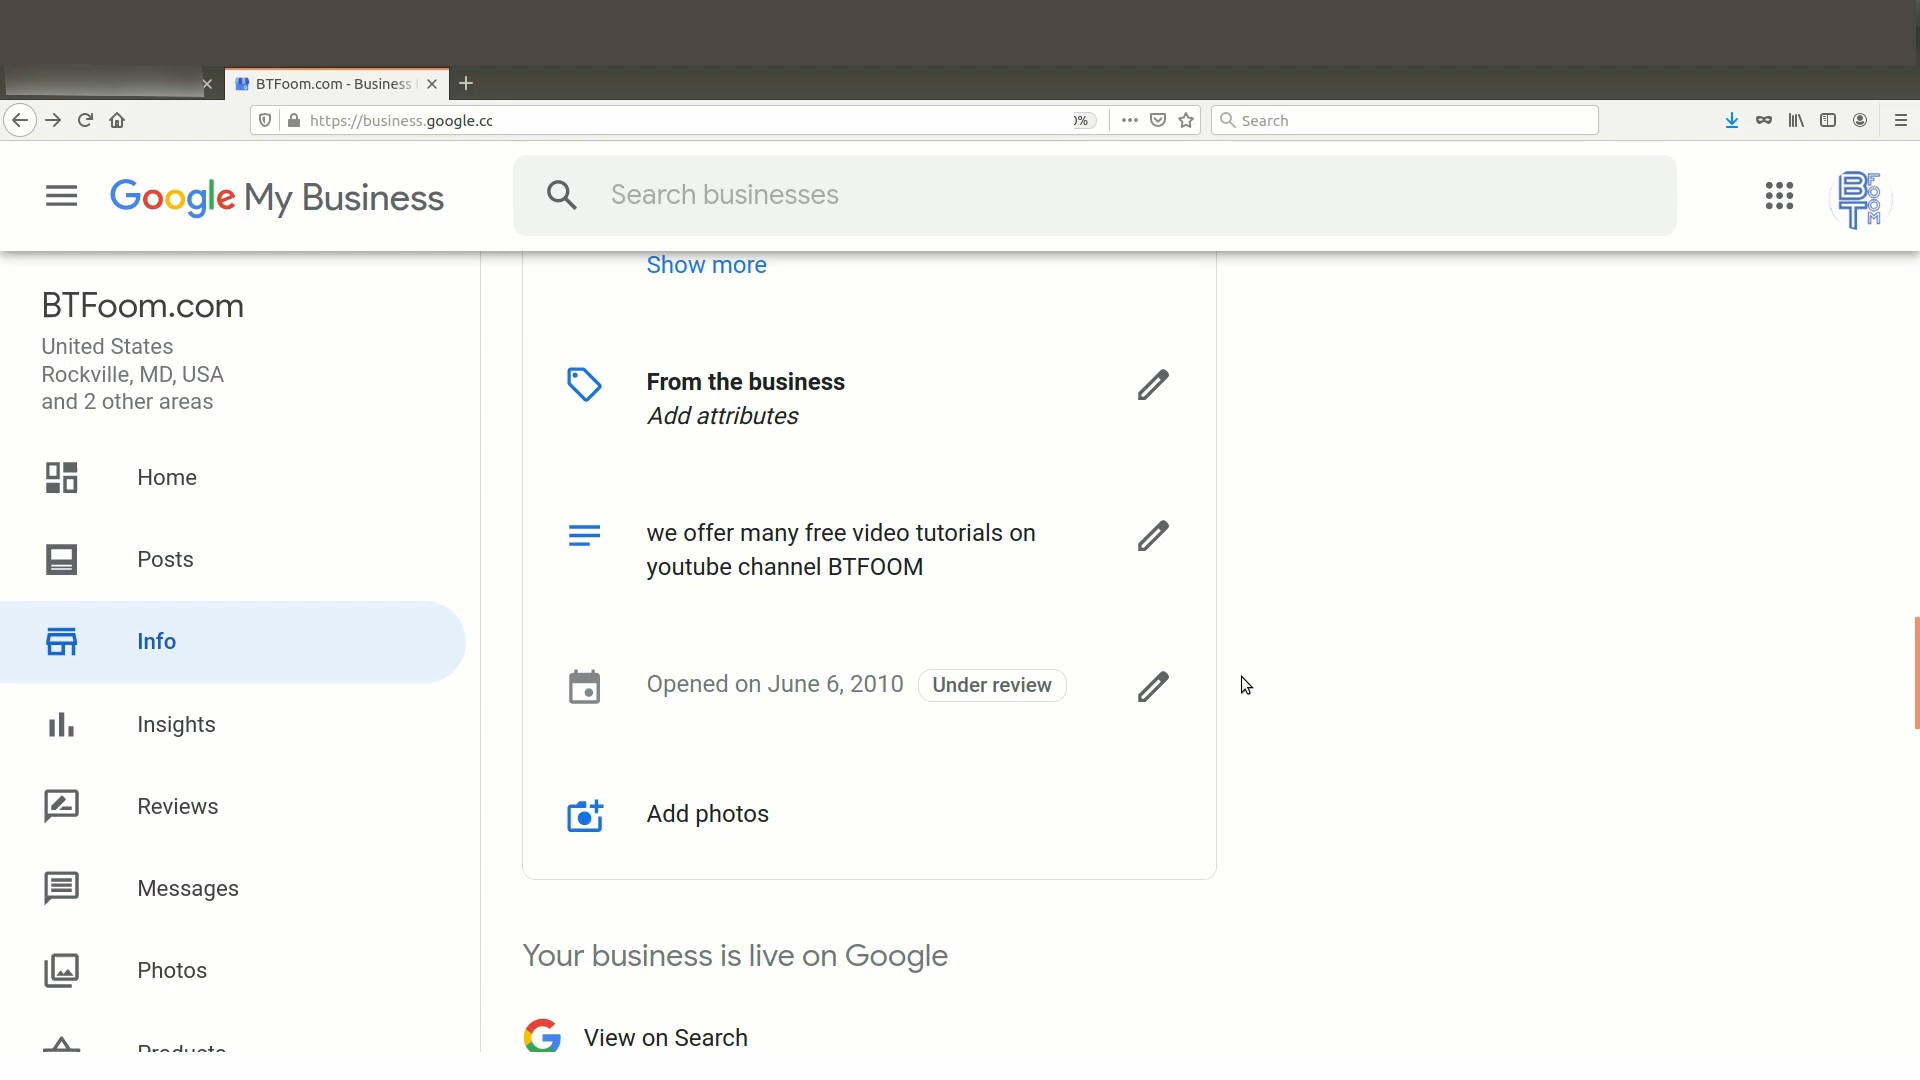 BTFoom.com - Business
https://business.google.cc
Search
Google My Business
Search businesses
BT FOOM
BTFoom.com
United States
Rockville, MD, USA
and 2 other areas
Home
Posts
Info
Insights
Reviews
Messages
Photos
Products
Show more
From the business
Add attributes
we offer many free video tutorials on
youtube channel BTFOOM
Opened on June 6, 2010 Under review
Add photos
Your business is live on Google
View on Search